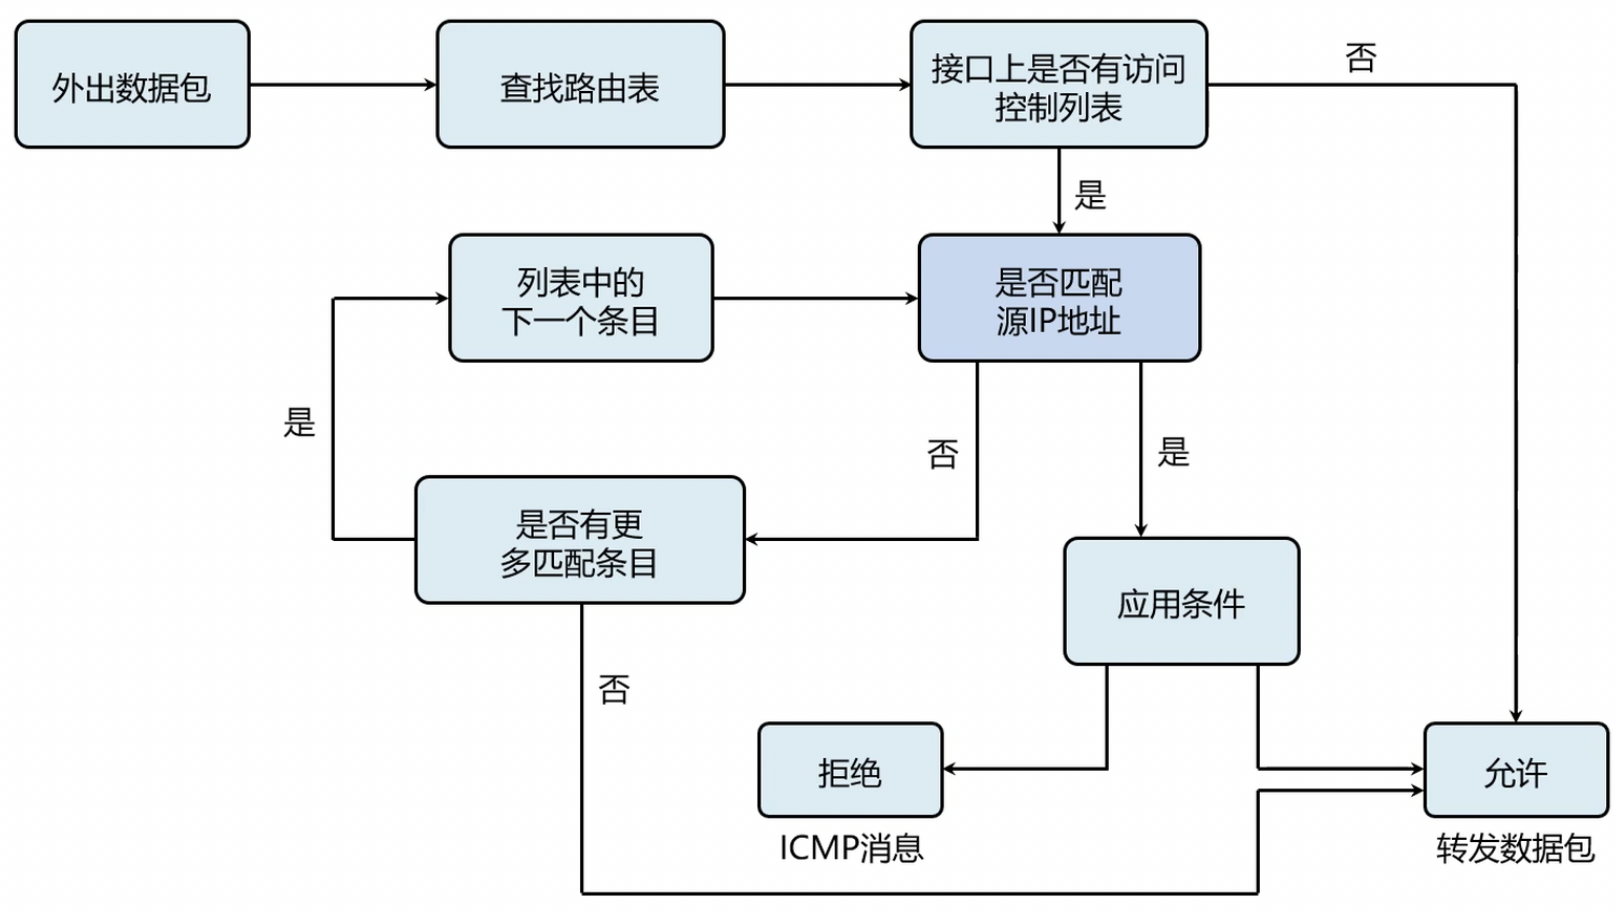 外出数据包
查找路由表
接口上是否有访问
控制列表
否
是
列表中的
下一个条目
是否匹配
源IP地址
是
否
是
是否有更
多匹配条目
应用条件
否
拒绝
允许
ICMP消息
转发数据包